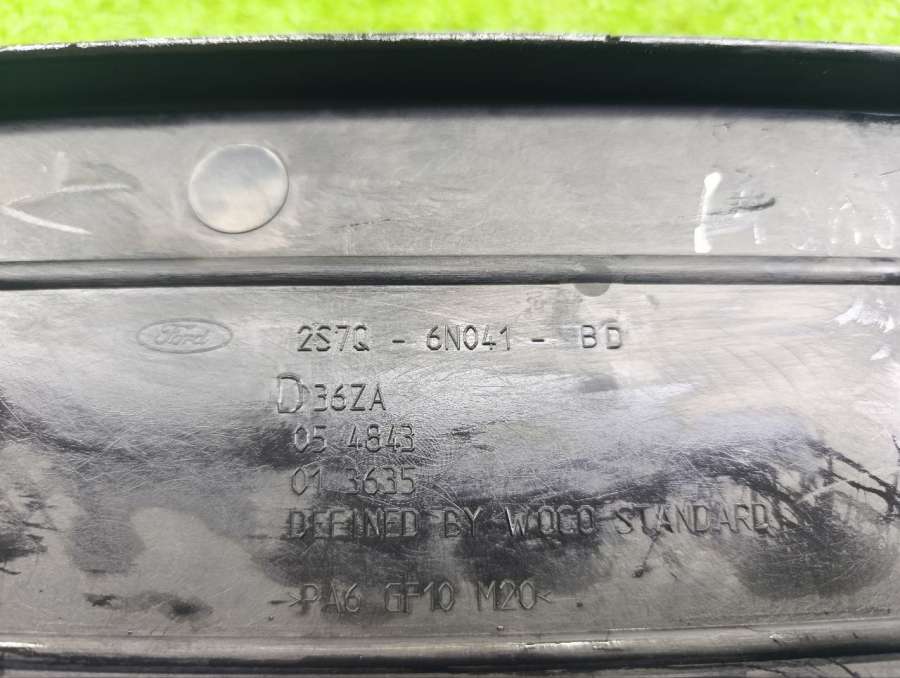 Ford
2S7Q - 6N041 - BD
D36ZA
05 4843
01 3635
DEFINED BY WOCO STANDARD
>PA6 GF10 M20<